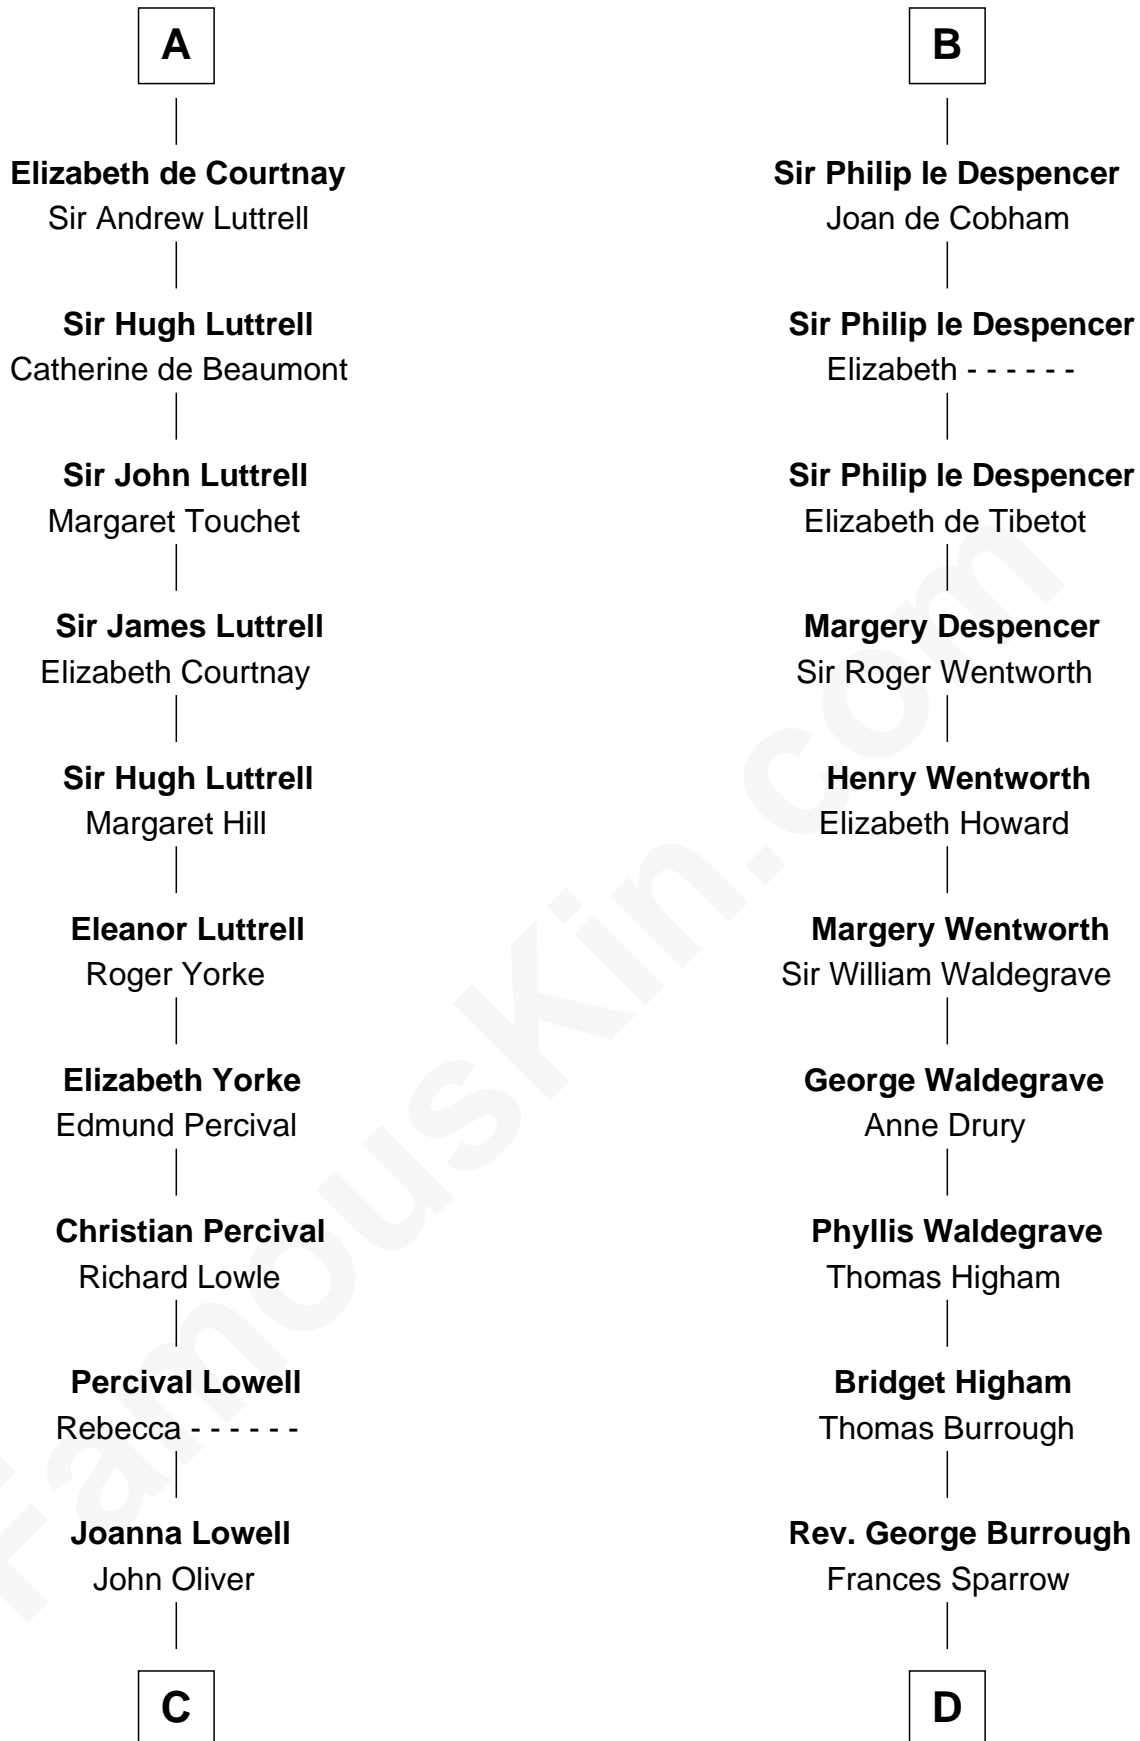 A
Elizabeth de Courtnay
Sir Andrew Luttrell
Sir Hugh Luttrell
Catherine de Beaumont
Sir John Luttrell
Margaret Touchet
Sir James Luttrell
Elizabeth Courtnay
Sir Hugh Luttrell
Margaret Hill
Eleanor Luttrell
Roger Yorke
Elizabeth Yorke
Edmund Percival
Christian Percival
Richard Lowle
Percival Lowell
Rebecca - - - - - -
Joanna Lowell
John Oliver
C
B
Sir Philip le Despencer
Joan de Cobham
Sir Philip le Despencer
Elizabeth - - - - - -
Sir Philip le Despencer
Elizabeth de Tibetot
Margery Despencer
Sir Roger Wentworth
Henry Wentworth
Elizabeth Howard
Margery Wentworth
Sir William Waldegrave
George Waldegrave
Anne Drury
Phyllis Waldegrave
Thomas Higham
Bridget Higham
Thomas Burrough
Rev. George Burrough
Frances Sparrow
D
FamousKin.com